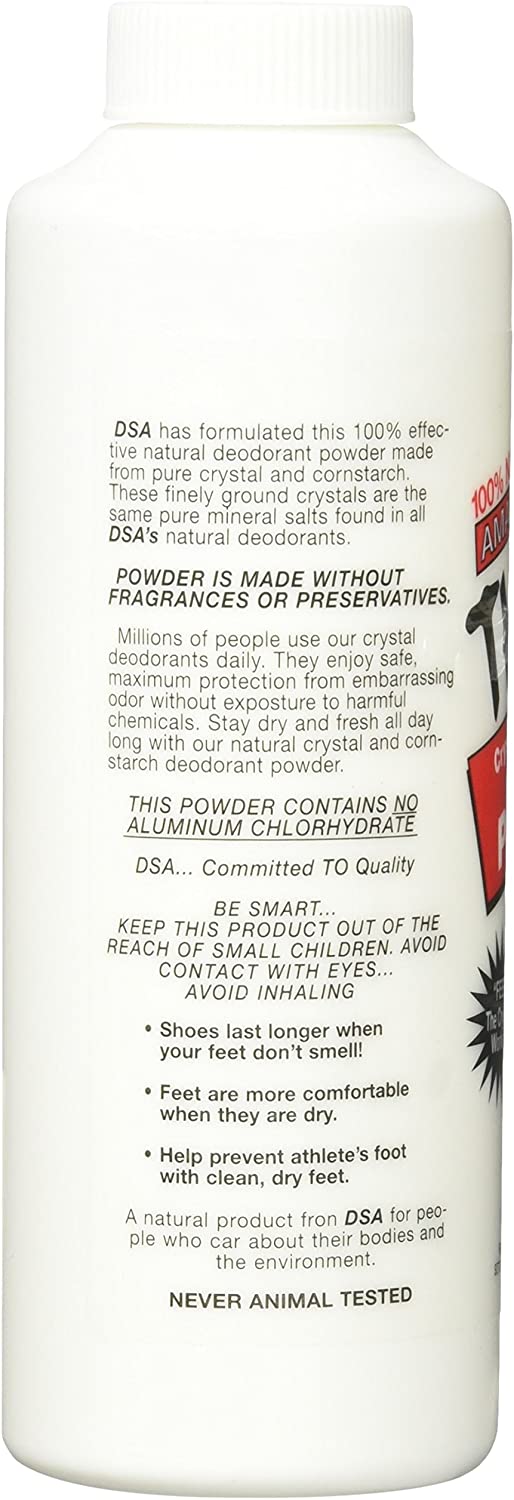 DSA has formulated this 100% effec-
tive natural deodorant powder made
from pure crystal and cornstarch.
These finely ground crystals are the
same pure mineral salts found in all
DSA's natural deodorants.
POWDER IS MADE WITHOUT
FRAGRANCES OR PRESERVATIVES.
Millions of people use our crystal
deodorants daily. They enjoy safe,
maximum protection from embarrassing
odor without exposure to harmful
chemicals. Stay dry and fresh all day
long with our natural crystal and corn-
starch deodorant powder.
THIS POWDER CONTAINS NO
ALUMINUM CHLORHYDRATE
DSA... Committed TO Quality
BE SMART...
KEEP THIS PRODUCT OUT OF THE
REACH OF SMALL CHILDREN. AVOID
CONTACT WITH EYES...
AVOID INHALING
• Shoes last longer when
your feet don't smell!
• Feet are more comfortable
when they are dry.
• Help prevent athlete's foot
with clean, dry feet.
A natural product fron DSA for peo-
ple who car about their bodies and
the environment.
NEVER ANIMAL TESTED
100%
The